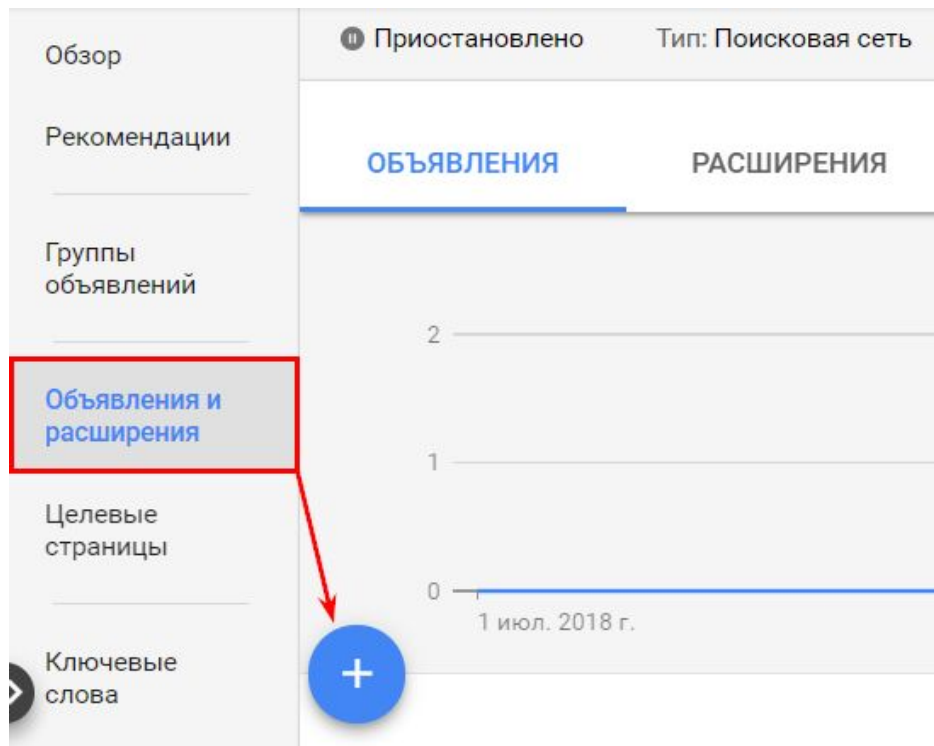 Обзор
Рекомендации
Группы
объявлений
Объявления и
расширения
Целевые
страницы
Ключевые
слова
Приостановлено Тип: Поисковая сеть
ОБЪЯВЛЕНИЯ РАСШИРЕНИЯ
2
1
0
1 июл. 2018 г.